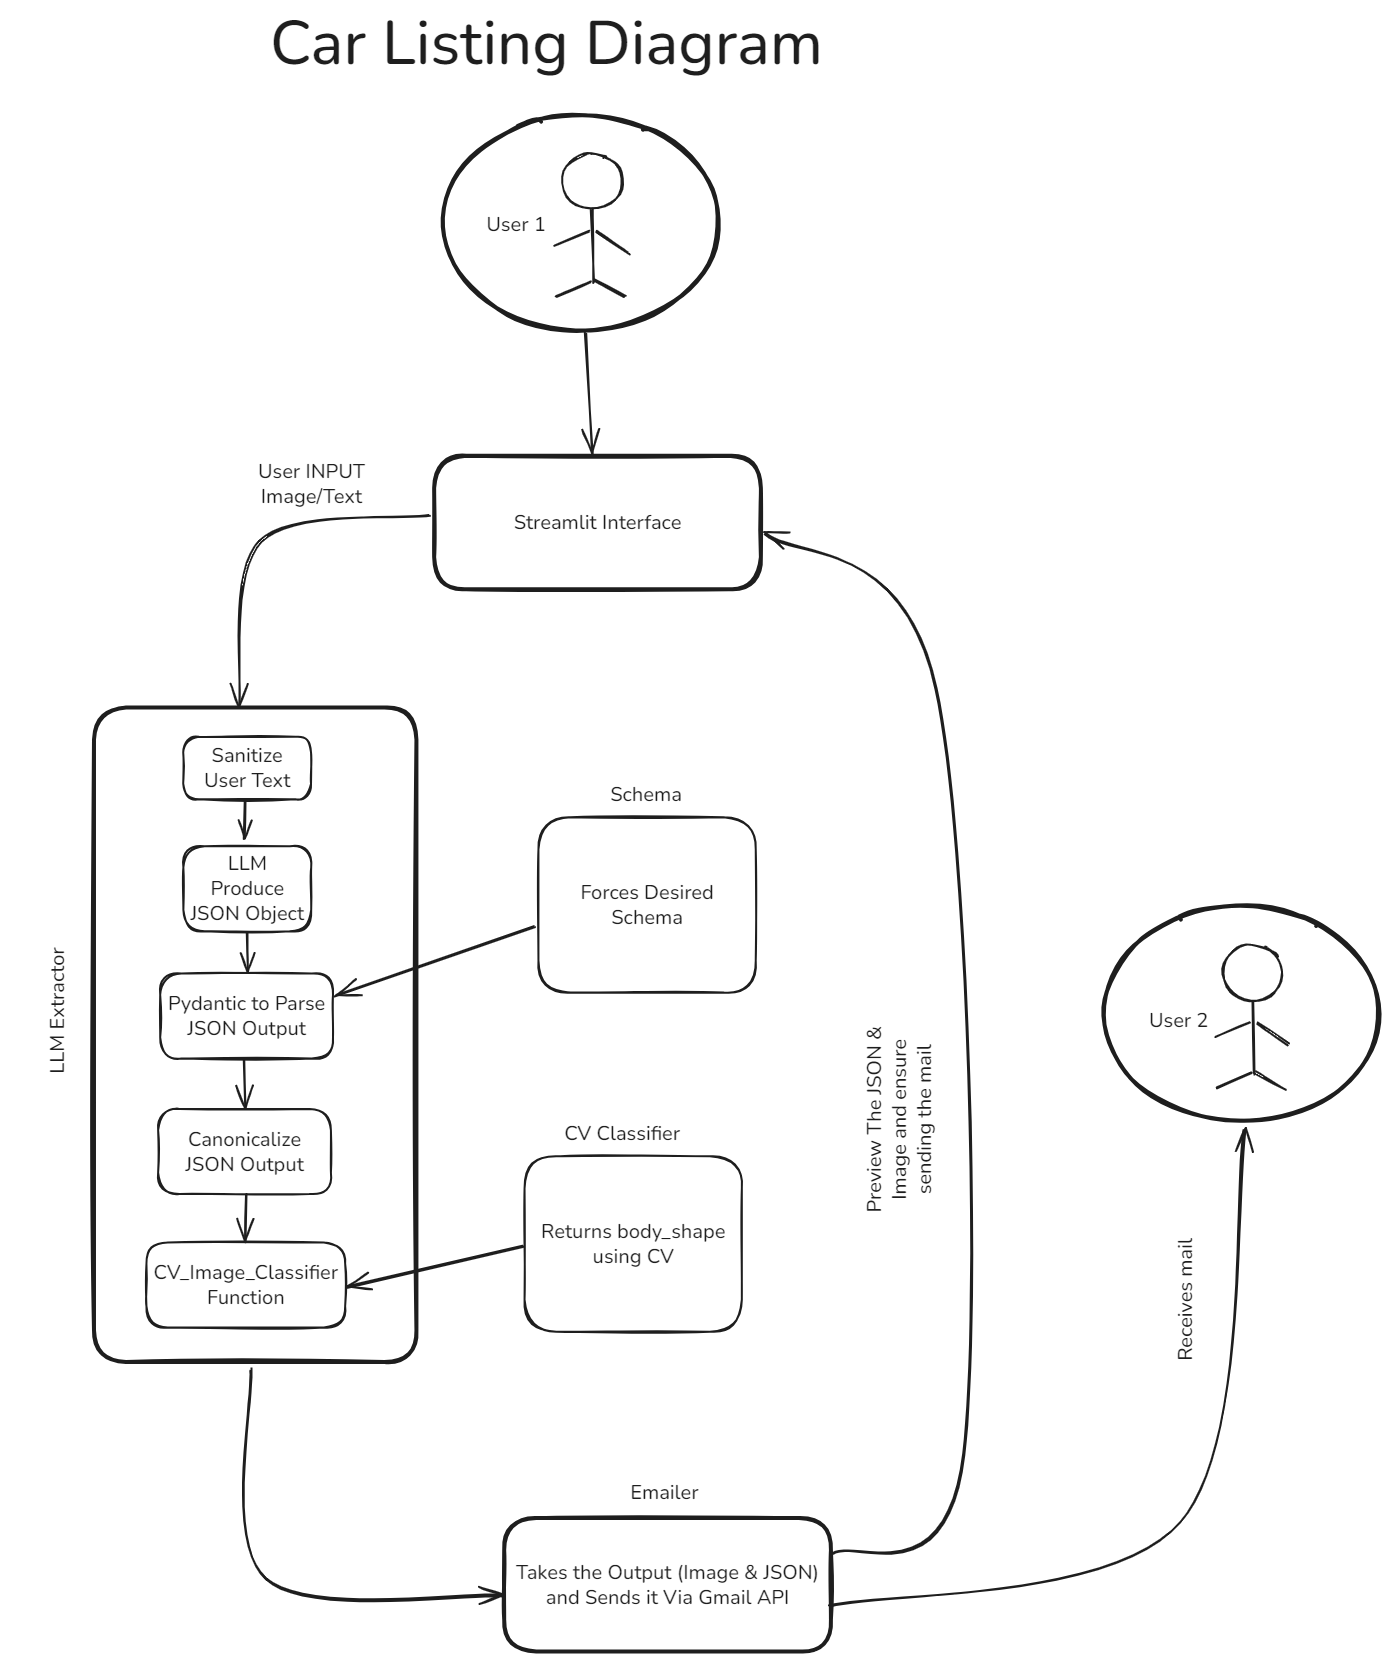 Car Listing Diagram
User 1
User INPUT
Image/Text
Streamlit Interface
LLM Extractor
Sanitize
User Text
LLM
Produce
JSON Object
Pydantic to Parse
JSON Output
Canonicalize
JSON Output
CV_Image_Classifier
Function
Schema
Forces Desired
Schema
CV Classifier
Returns body_shape
using CV
Preview The JSON &
Image and ensure
sending the mail
User 2
Receives mail
Emailer
Takes the Output (Image & JSON)
and Sends it Via Gmail API